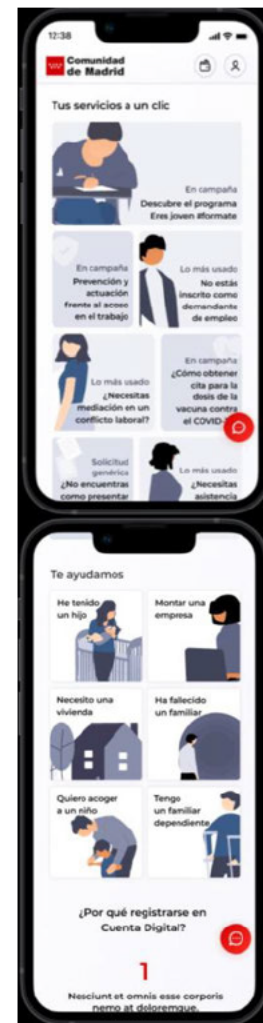 12:38
Comunidad
de Madrid
Tus servicios a un clic
En campaña
Descubre el programa
Eres joven #formate
En campaña
Prevención y
actuación
frente al acoso
en el trabajo
Lo más usado
No estás
inscrito como
demandante
de empleo
Lo más usado
¿Necesitas
mediación en un
conflicto laboral?
En campaña
¿Cómo obtener
cita para la
dosis de la
vacuna contra
el COVID-
Solicitud
genérica
¿No encuentras
como presentar
Lo más usado
¿Necesitas
asistencia
Te ayudamos
He tenido
un hijo
Montar una
empresa
Necesito una
vivienda
Ha fallecido
un familiar
Quiero acoger
a un niño
Tengo
un familiar
dependiente
¿Por qué registrarse en
Cuenta Digital?
1
Nesciunt et omnis esse corporis
nemo at doloremque.